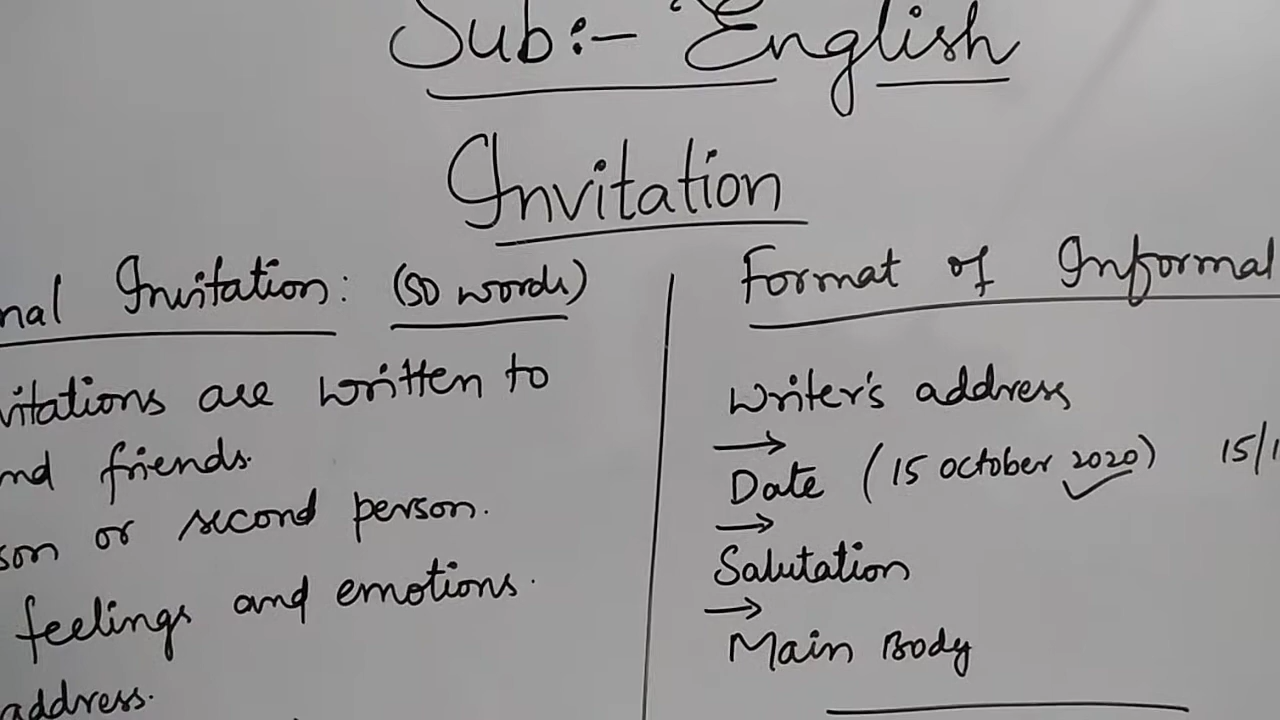 Sub:- English
Invitation
nal Invitation: (50 words)
vitations are written to
nd friends.
son or second person.
feelings and emotions.
address.
Format of Informal
Writer's address
→
Date (15 October 2020) 15/1
→
Salutation
→
Main Body